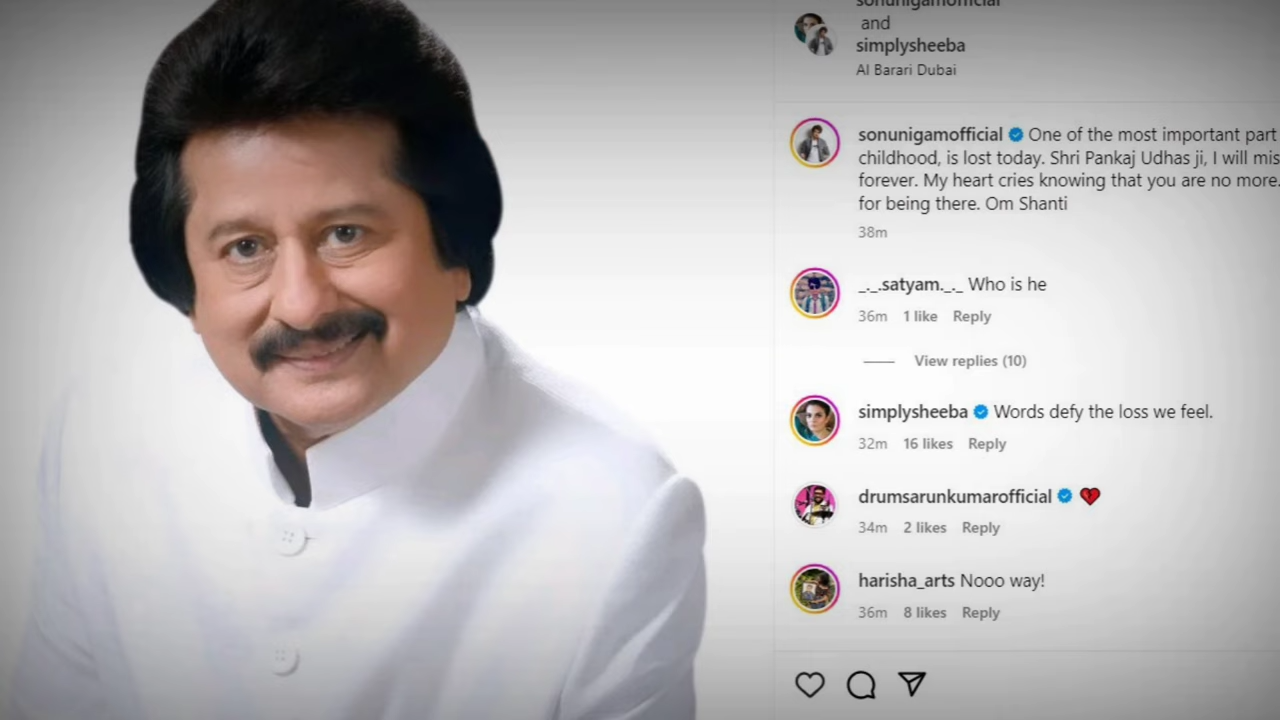 sonunigamofficial
and
simplysheeba
Al Barari Dubai
sonunigamofficial One of the most important part
childhood, is lost today. Shri Pankaj Udhas ji, I will mis
forever. My heart cries knowing that you are no more.
for being there. Om Shanti
38m
_._.satyam._._ Who is he
36m 1 like Reply
View replies (10)
simplysheeba Words defy the loss we feel.
32m 16 likes Reply
drumsarunkumarofficial
34m 2 likes Reply
harisha_arts Nooo way!
36m 8 likes Reply